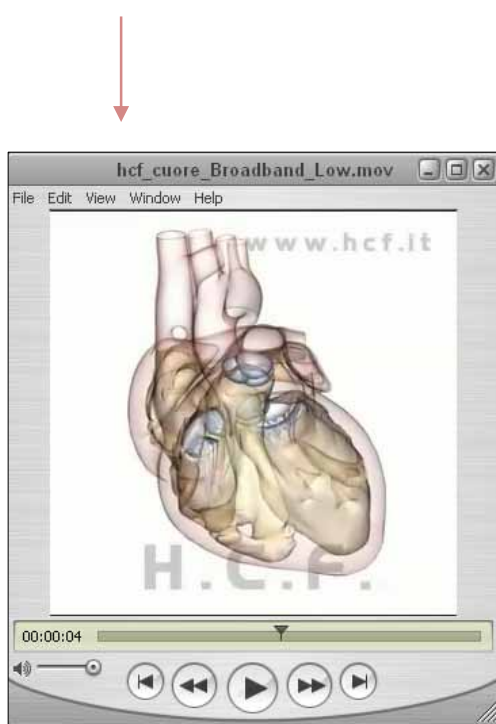 hcf_cuore_Broadband_Low.mov
File Edit View Window Help
www.hcf.it
H.C.F.
00:00:04